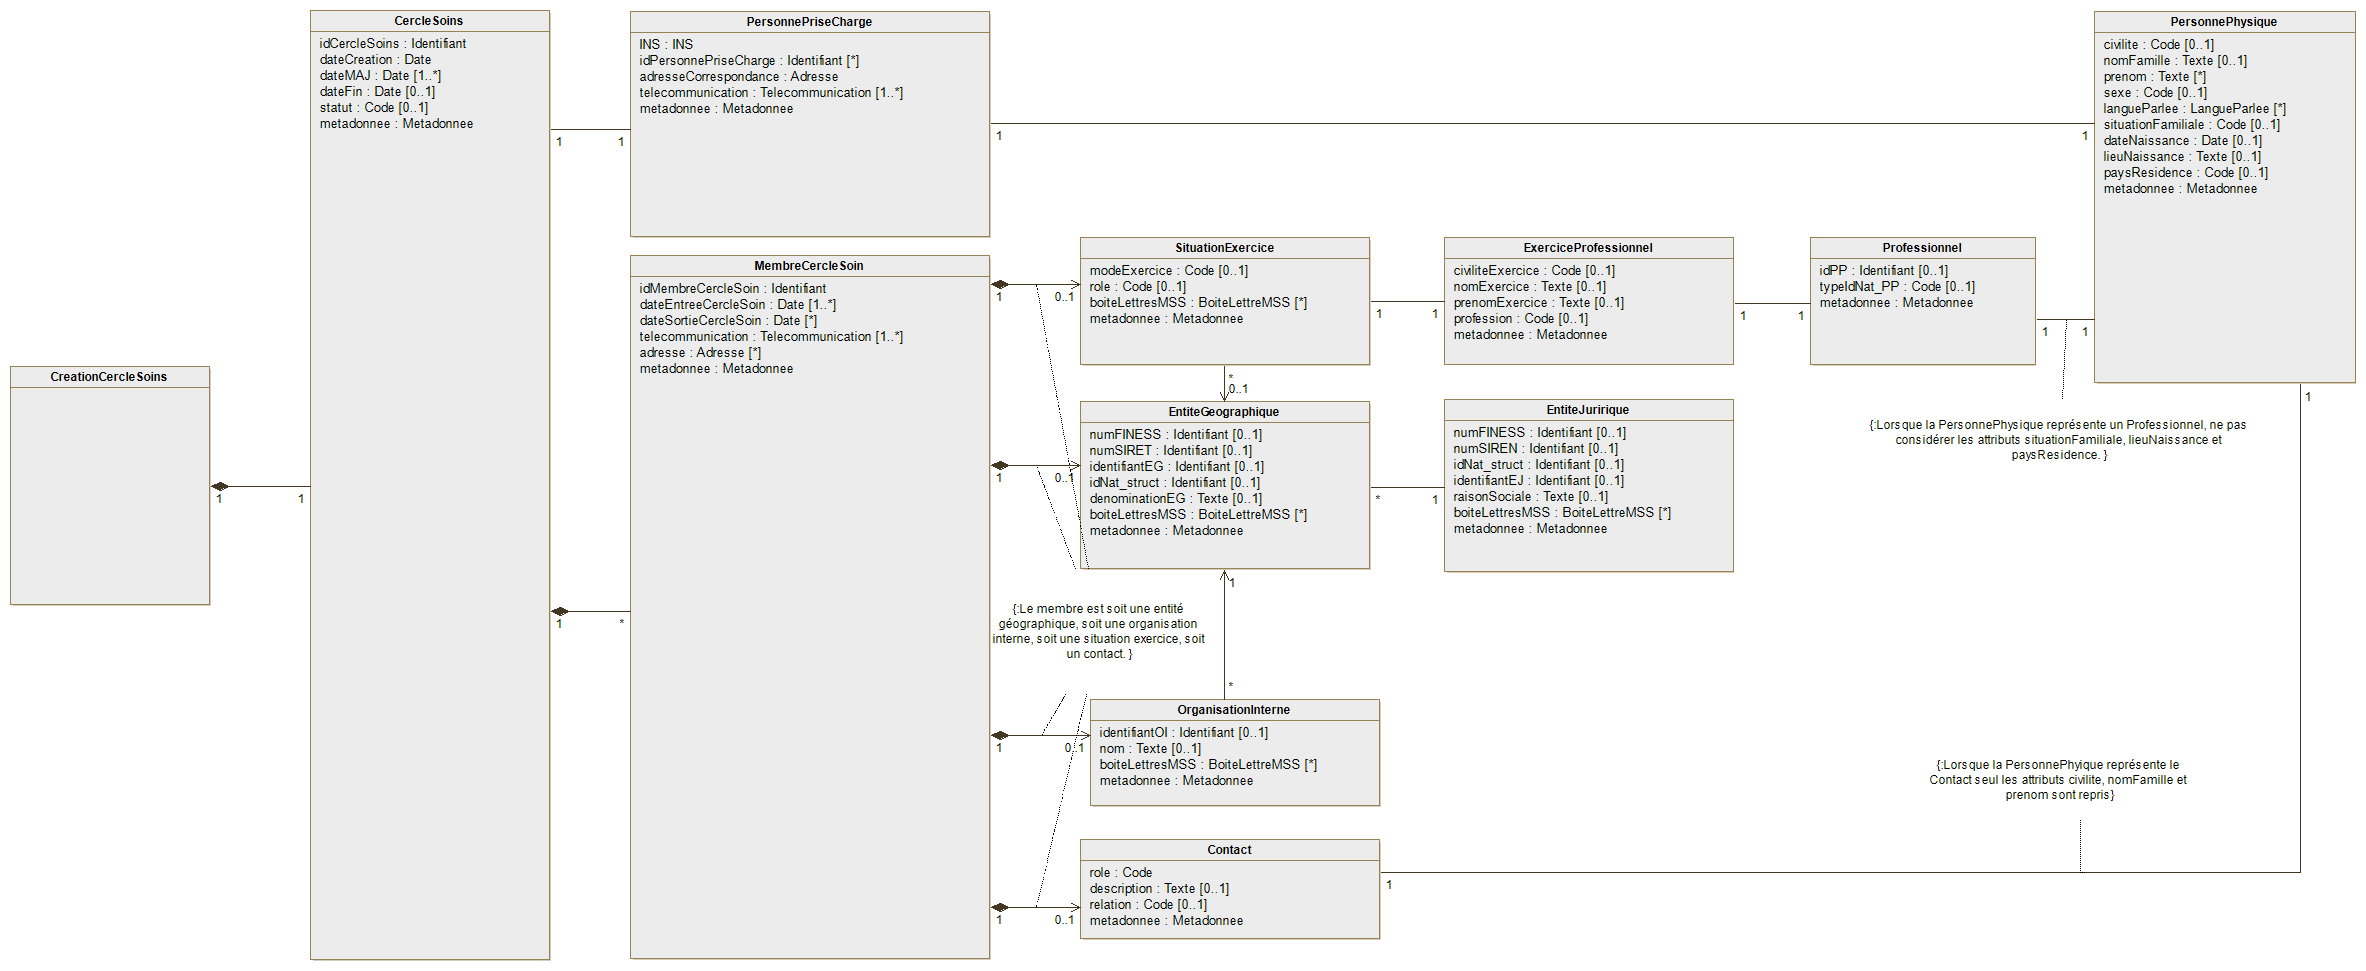 CercleSoins
idCercleSoins : Identifiant
dateCreation : Date
dateMAJ : Date [1..*]
dateFin : Date [0..1]
statut : Code [0..1]
metadonnee : Metadonnee
PersonnePriseCharge
INS : INS
idPersonnePriseCharge : Identifiant [*]
adresseCorrespondance : Adresse
telecommunication : Telecommunication [1..*]
metadonnee : Metadonnee
PersonnePhysique
civilite : Code [0..1]
nomFamille : Texte [0..1]
prenom : Texte [*]
sexe : Code [0..1]
langueParlee : LangueParlee [*]
situationFamiliale : Code [0..1]
dateNaissance : Date [0..1]
lieuNaissance : Texte [0..1]
paysResidence : Code [0..1]
metadonnee : Metadonnee
1
1
1
1
MembreCercleSoin
idMembreCercleSoin : Identifiant
dateEntreeCercleSoin : Date [1..*]
dateSortieCercleSoin : Date [*]
telecommunication : Telecommunication [1..*]
adresse : Adresse [*]
metadonnee : Metadonnee
SituationExercice
modeExercice : Code [0..1]
role : Code [0..1]
boiteLettresMSS : BoiteLettreMSS [*]
metadonnee : Metadonnee
ExerciceProfessionnel
civiliteExercice : Code [0..1]
nomExercice : Texte [0..1]
prenomExercice : Texte [0..1]
profession : Code [0..1]
metadonnee : Metadonnee
Professionnel
idPP : Identifiant [0..1]
typeIdNat_PP : Code [0..1]
metadonnee : Metadonnee
1
0..1
1
1
1
1
1
1
*
0..1
1
CreationCercleSoins
1
1
EntiteGeographique
numFINESS : Identifiant [0..1]
numSIRET : Identifiant [0..1]
identifiantEG : Identifiant [0..1]
idNat_struct : Identifiant [0..1]
denominationEG : Texte [0..1]
boiteLettresMSS : BoiteLettreMSS [*]
metadonnee : Metadonnee
EntiteJuririque
numFINESS : Identifiant [0..1]
numSIREN : Identifiant [0..1]
idNat_struct : Identifiant [0..1]
identifiantEJ : Identifiant [0..1]
raisonSociale : Texte [0..1]
boiteLettresMSS : BoiteLettreMSS [*]
metadonnee : Metadonnee
{:Lorsque la PersonnePhysique représente un Professionnel, ne pas
considérer les attributs situationFamiliale, lieuNaissance et
paysResidence. }
1
0..1
*
1
1
1
*
{:Le membre est soit une entité
géographique, soit une organisation
interne, soit une situation exercice, soit
un contact. }
*
OrganisationInterne
identifiantOI : Identifiant [0..1]
nom : Texte [0..1]
boiteLettresMSS : BoiteLettreMSS [*]
metadonnee : Metadonnee
1
0..1
{:Lorsque la PersonnePhyique représente le
Contact seul les attributs civilite, nomFamille et
prenom sont repris}
Contact
role : Code
description : Texte [0..1]
relation : Code [0..1]
metadonnee : Metadonnee
1
0..1
1